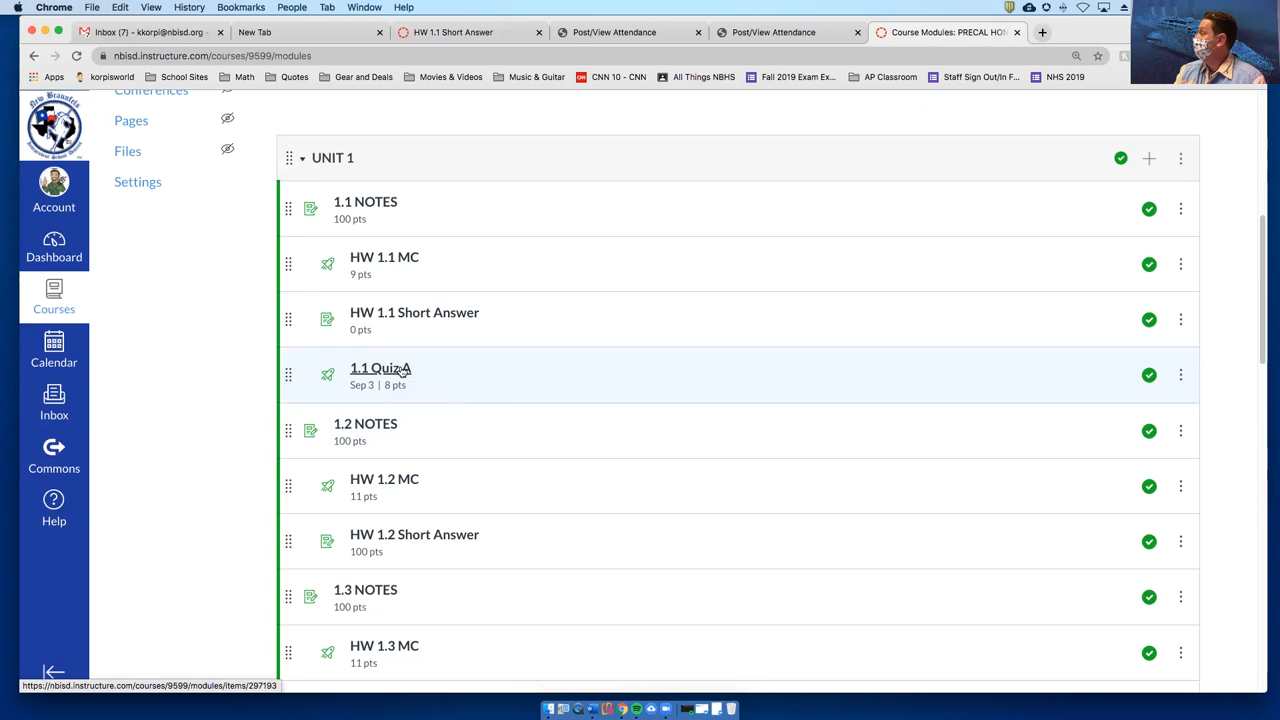 Chrome File Edit View History Bookmarks People Tab Window Help
Inbox (7) - kkorpi@nbisd.org - New Tab HW 1.1 Short Answer Post/View Attendance Post/View Attendance Course Modules: PRECAL HON
nbisd.instructure.com/courses/9599/modules
Apps korpisworld School Sites Math Quotes Gear and Deals Movies & Videos Music & Guitar CNN 10 - CNN All Things NBHS Fall 2019 Exam Ex... AP Classroom Staff Sign Out/In F... NHS 2019
Conferences
Pages
Files
Settings
Account
Dashboard
Courses
Calendar
Inbox
Commons
Help
UNIT 1
1.1 NOTES
100 pts
HW 1.1 MC
9 pts
HW 1.1 Short Answer
0 pts
1.1 Quiz A
Sep 3 | 8 pts
1.2 NOTES
100 pts
HW 1.2 MC
11 pts
HW 1.2 Short Answer
100 pts
1.3 NOTES
100 pts
HW 1.3 MC
11 pts
https://nbisd.instructure.com/courses/9599/modules/items/297193